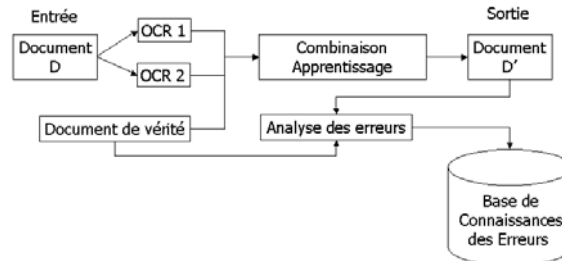 Entrée
Sortie
Document
D
OCR 1
OCR 2
Combinaison
Apprentissage
Document
D’
Document de vérité
Analyse des erreurs
Base de
Connaissances
des Erreurs